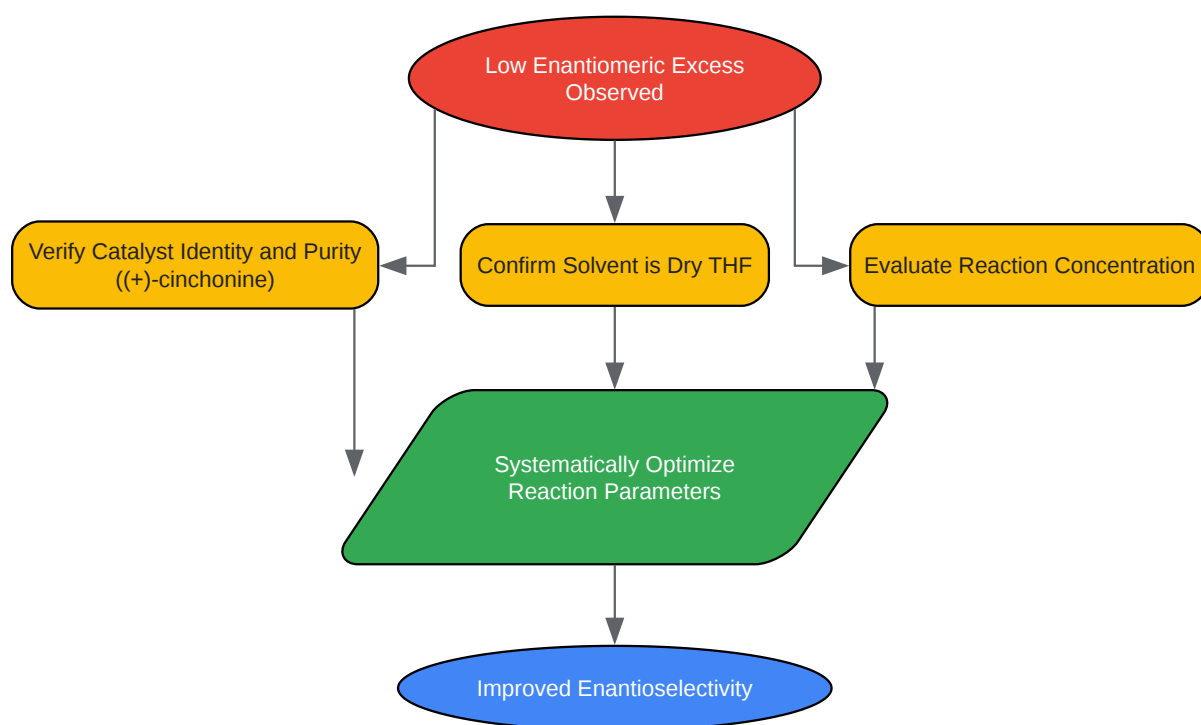 Low Enantiomeric Excess
Observed
Verify Catalyst Identity and Purity
((+)-cinchonine)
Confirm Solvent is Dry THF
Evaluate Reaction Concentration
Systematically Optimize
Reaction Parameters
Improved Enantioselectivity